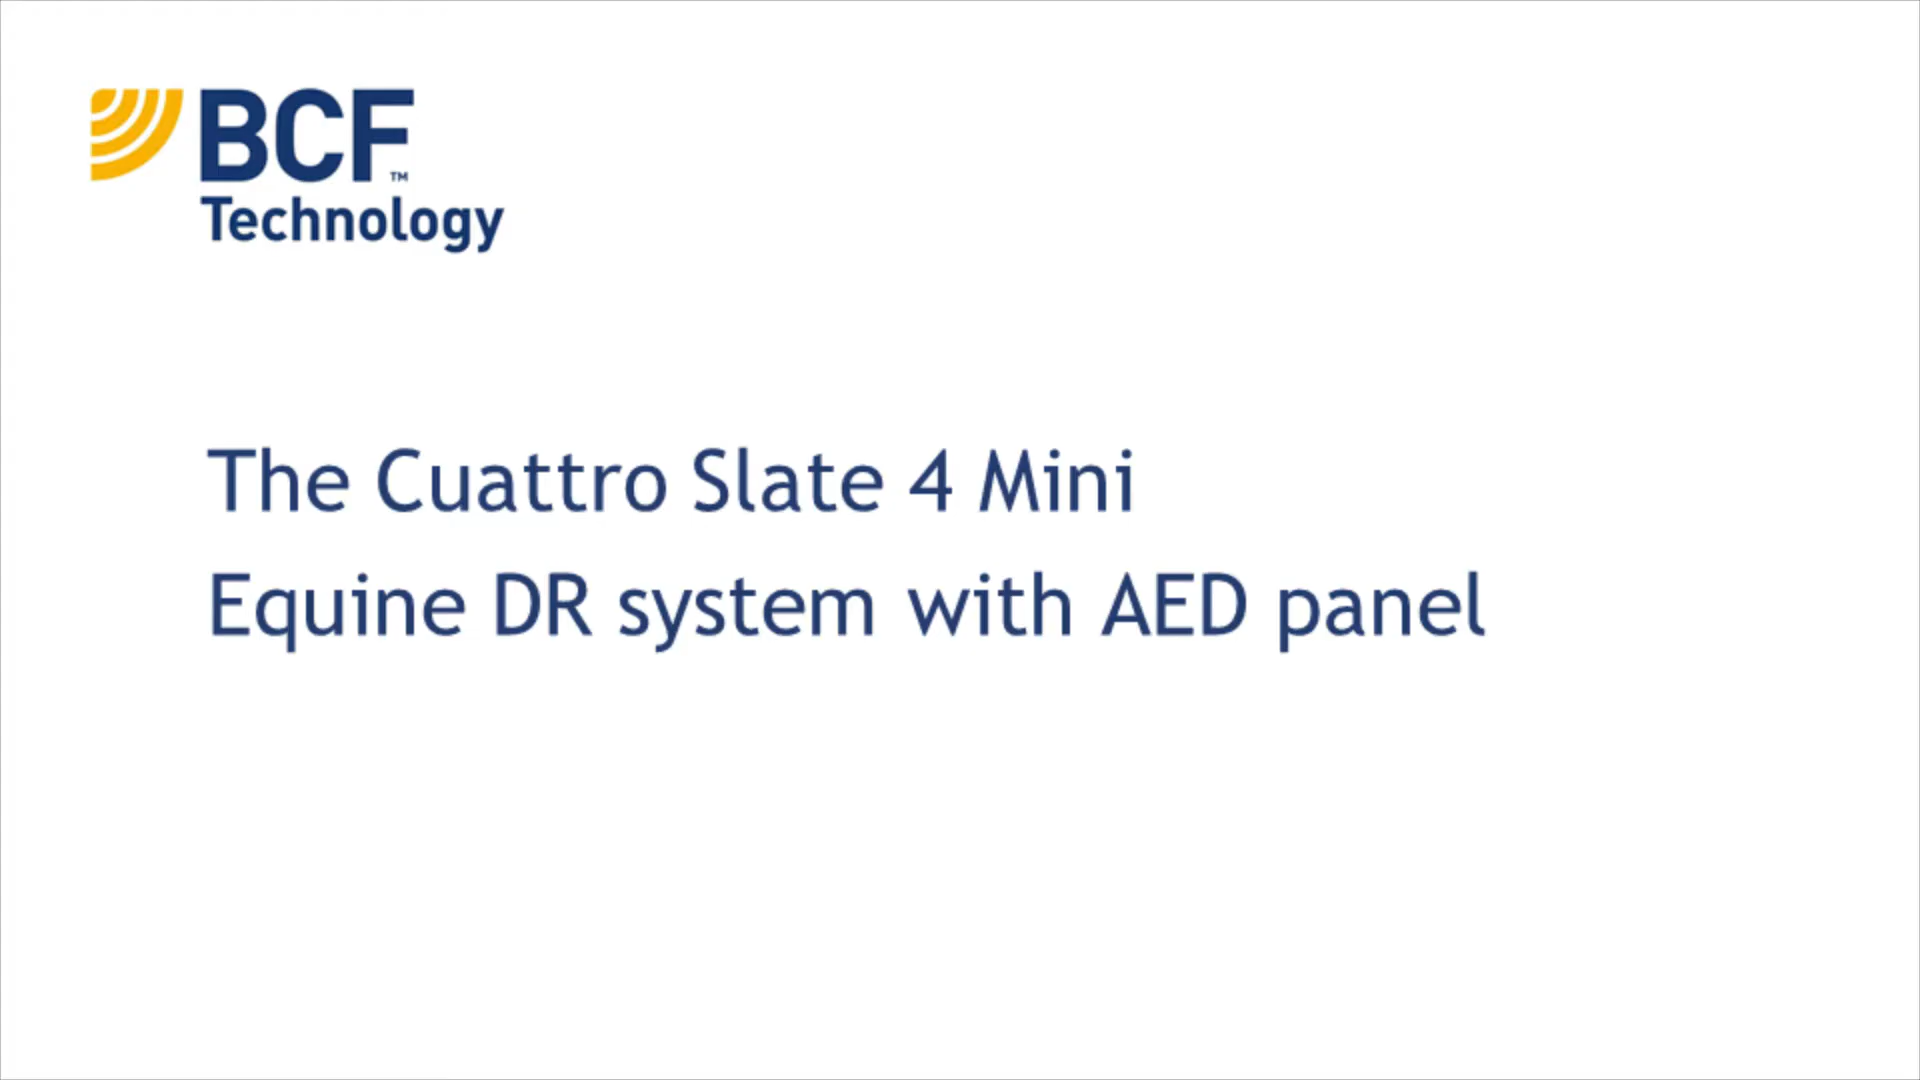 BCF™
Technology
The Cuattro Slate 4 Mini
Equine DR system with AED panel